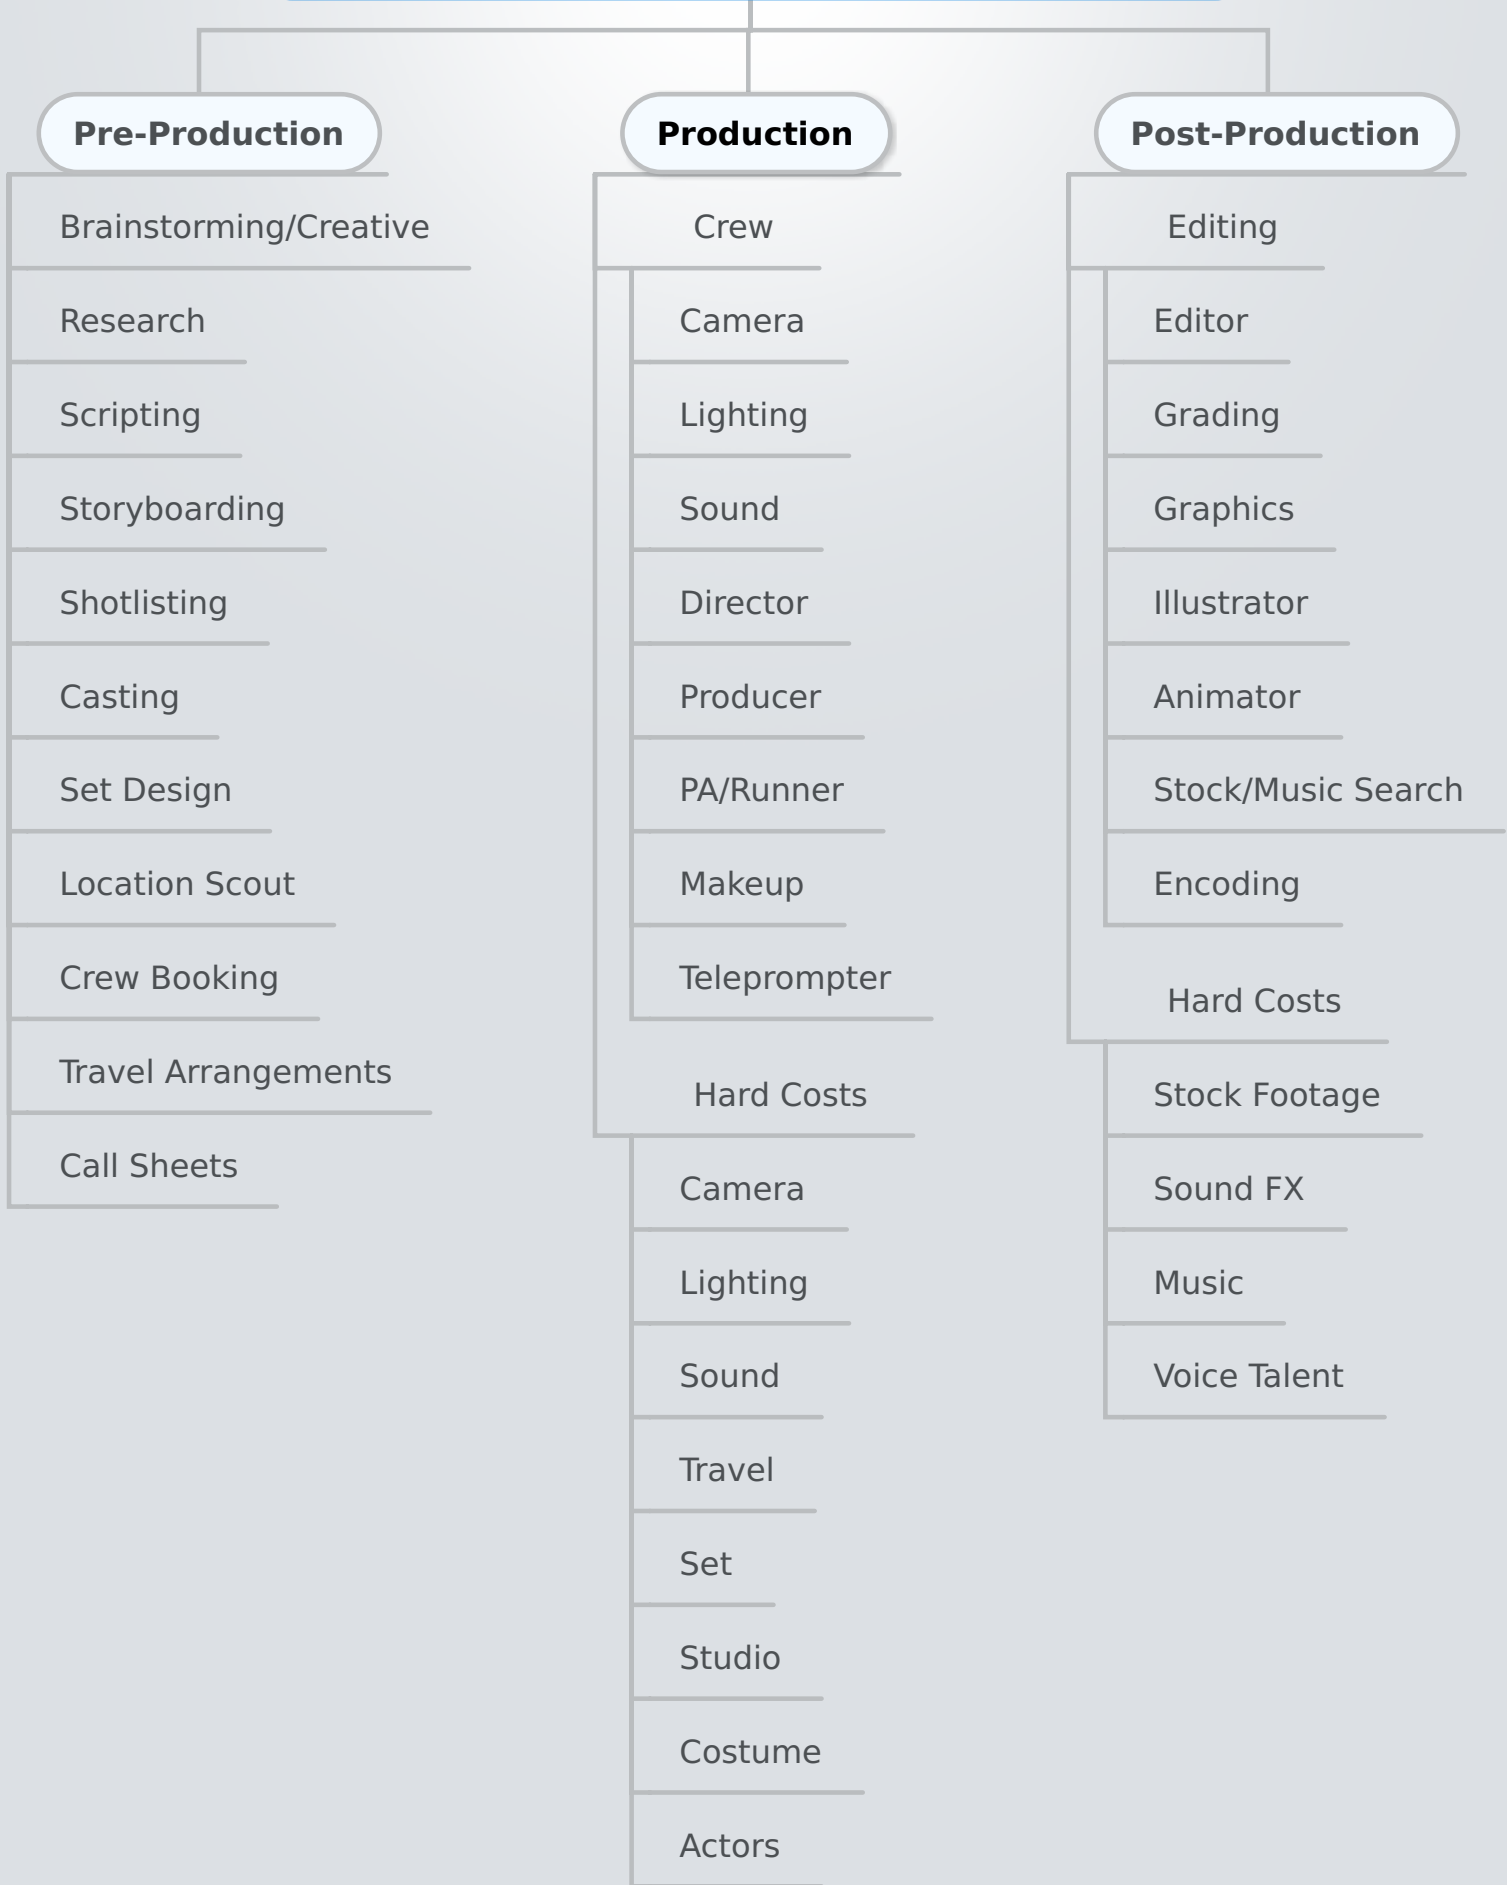 Pre-Production
Brainstorming/Creative
Research
Scripting
Storyboarding
Shotlisting
Casting
Set Design
Location Scout
Crew Booking
Travel Arrangements
Call Sheets
Production
Crew
Camera
Lighting
Sound
Director
Producer
PA/Runner
Makeup
Teleprompter
Hard Costs
Camera
Lighting
Sound
Travel
Set
Studio
Costume
Actors
Post-Production
Editing
Editor
Grading
Graphics
Illustrator
Animator
Stock/Music Search
Encoding
Hard Costs
Stock Footage
Sound FX
Music
Voice Talent